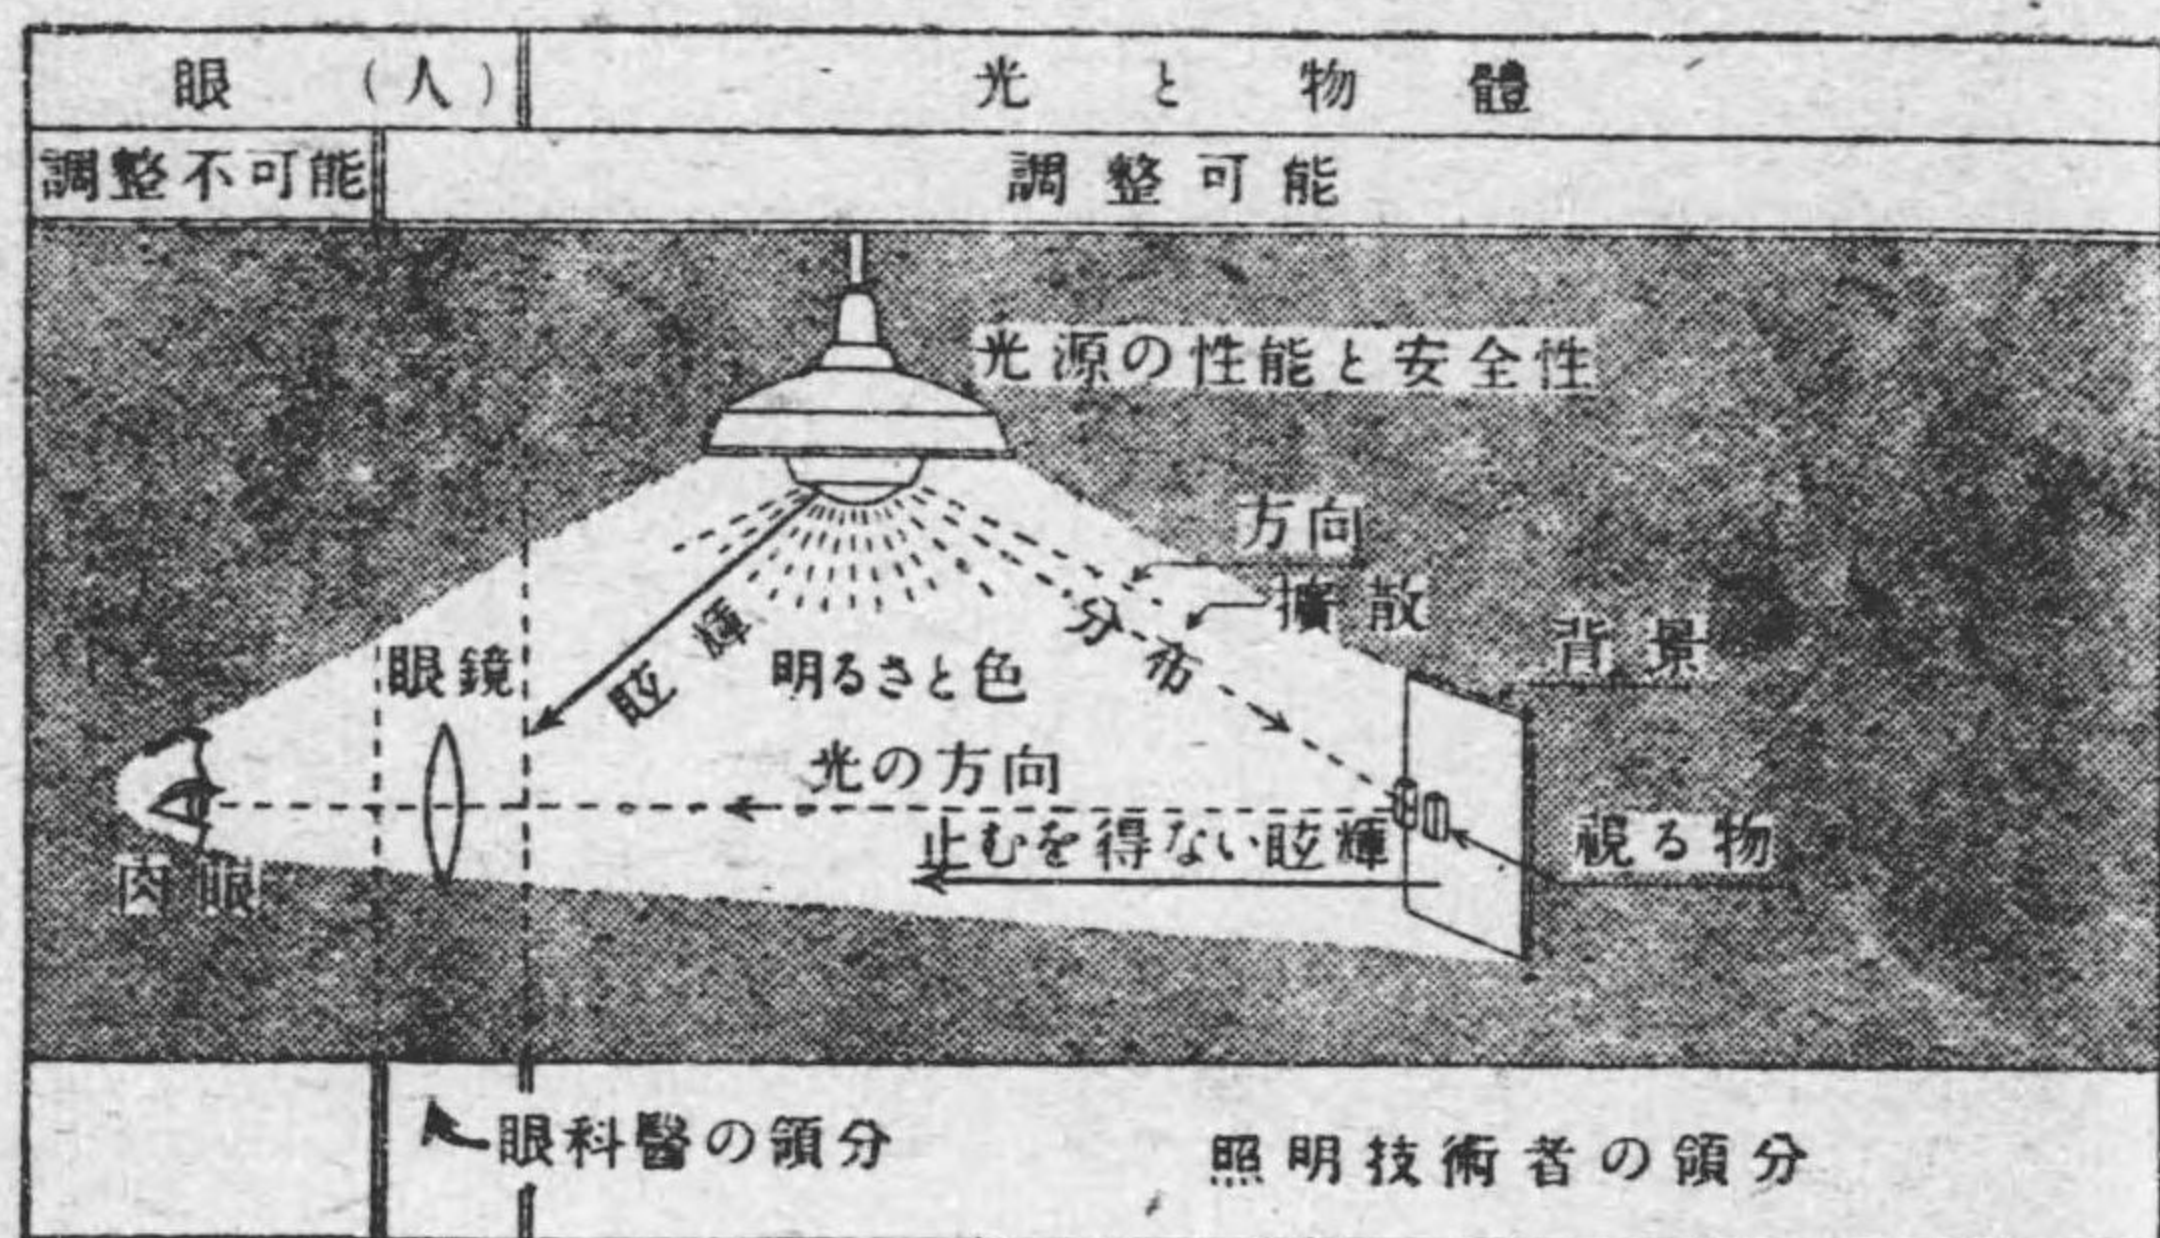 眼（人）
光と物體
調整不可能
調整可能
光源の性能と安全性
方向
擴散
分布
背景
眩輝
眼鏡
明るさと色
光の方向
止むを得ない眩輝
視る物
肉眼
眼科醫の領分
照明技術者の領分